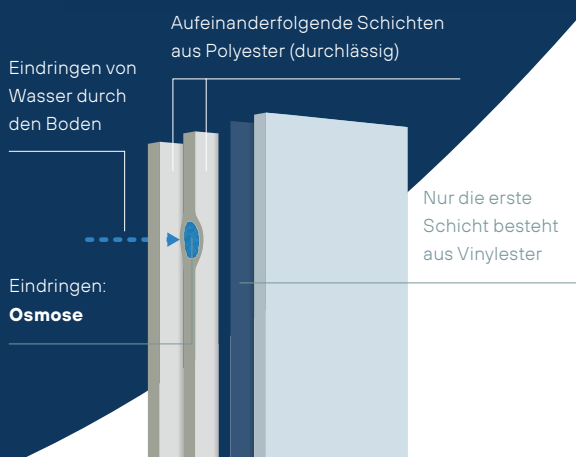 Aufeinanderfolgende Schichten
aus Polyester (durchlässig)
Eindringen von
Wasser durch
den Boden
Nur die erste
Schicht besteht
aus Vinylester
Eindringen:
Osmose